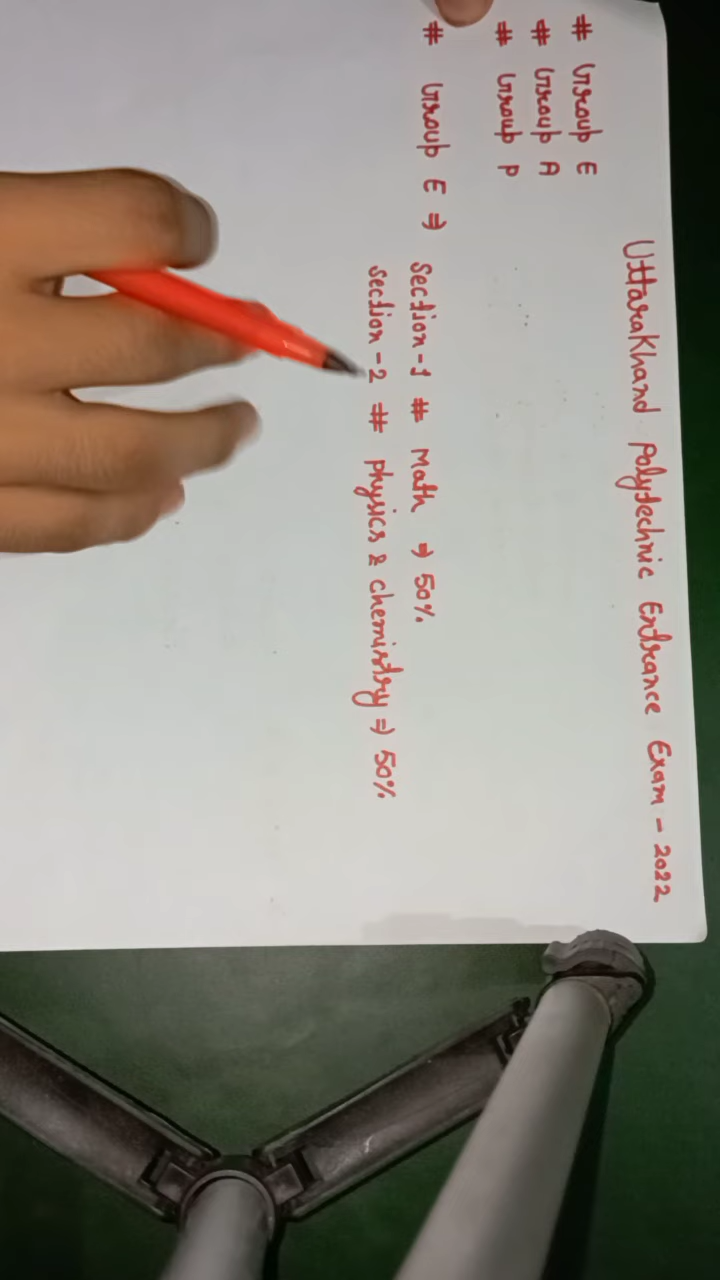 Uttarakhand Polytechnic Entrance Exam - 2022
# Group E
# Group A
# Group P
# Group E ⇒ Section-1 # Math ⇒ 50%
Section-2 # Physics & Chemistry ⇒ 50%